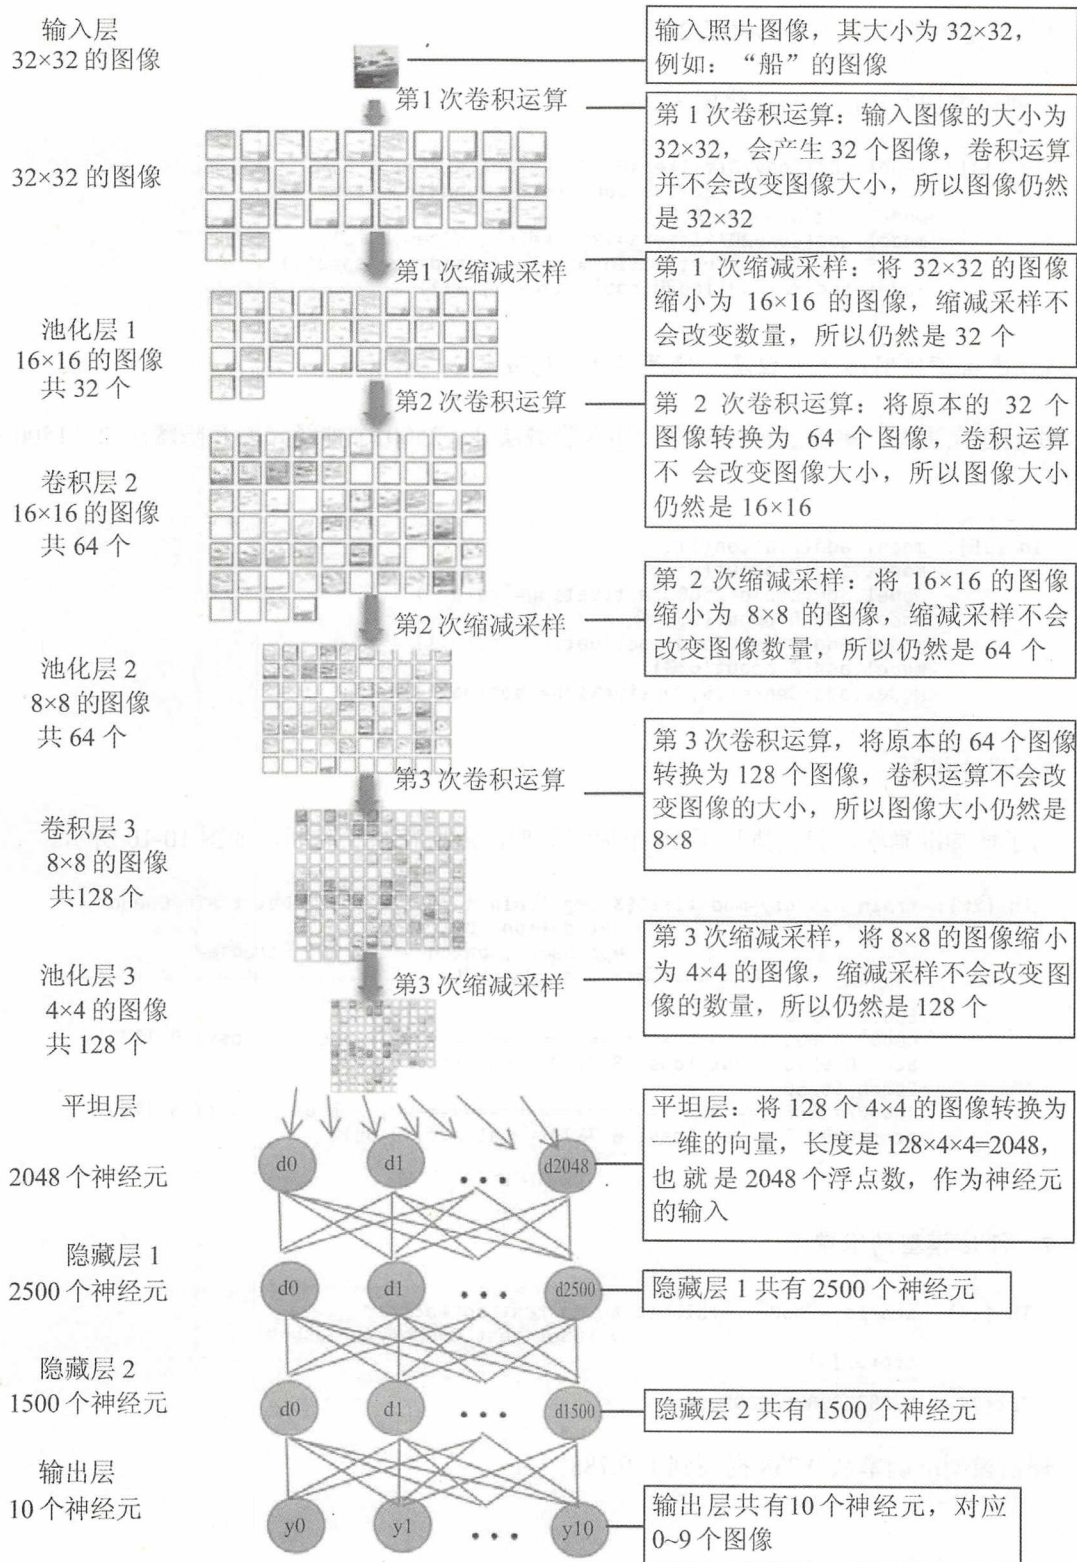 输入层
32×32 的图像
输入照片图像，其大小为 32×32，
例如：“船”的图像
第1 次卷积运算
第 1 次卷积运算：输入图像的大小为
32×32，会产生 32 个图像，卷积运算
并不会改变图像大小，所以图像仍然
是 32×32
32×32 的图像
第1 次缩减采样
第 1 次缩减采样：将 32×32 的图像
缩小为 16×16 的图像，缩减采样不
会改变数量，所以仍然是 32 个
池化层 1
16×16 的图像
共 32 个
第2 次卷积运算
第 2 次卷积运算：将原本的 32 个
图像转换为 64 个图像，卷积运算
不 会改变图像大小，所以图像大小
仍然是 16×16
卷积层 2
16×16 的图像
共 64 个
第2 次缩减采样
第 2 次缩减采样：将 16×16 的图像
缩小为 8×8 的图像，缩减采样不会
改变图像数量，所以仍然是 64 个
池化层 2
8×8 的图像
共 64 个
第3 次卷积运算
第 3 次卷积运算，将原本的 64 个图像
转换为 128 个图像，卷积运算不会改
变图像的大小，所以图像大小仍然是
8×8
卷积层 3
8×8 的图像
共128 个
第3 次缩减采样
第 3 次缩减采样，将 8×8 的图像缩 小
为 4×4 的图像，缩减采样不会改变图
像的数量，所以仍然是 128 个
池化层 3
4×4 的图像
共 128 个
平坦层
2048 个神经元
d0 d1 ... d2048
平坦层：将 128 个 4×4 的图像转换为
一维的向量，长度是 128×4×4=2048，
也 就 是 2048 个浮点数，作为神经元
的输入
隐藏层 1
2500 个神经元
d0 d1 ... d2500
隐藏层 1 共有 2500 个神经元
隐藏层 2
1500 个神经元
d0 d1 ... d1500
隐藏层 2 共有 1500 个神经元
输出层
10 个神经元
y0 y1 ... y10
输出层共有10 个神经元，对应
0~9 个图像